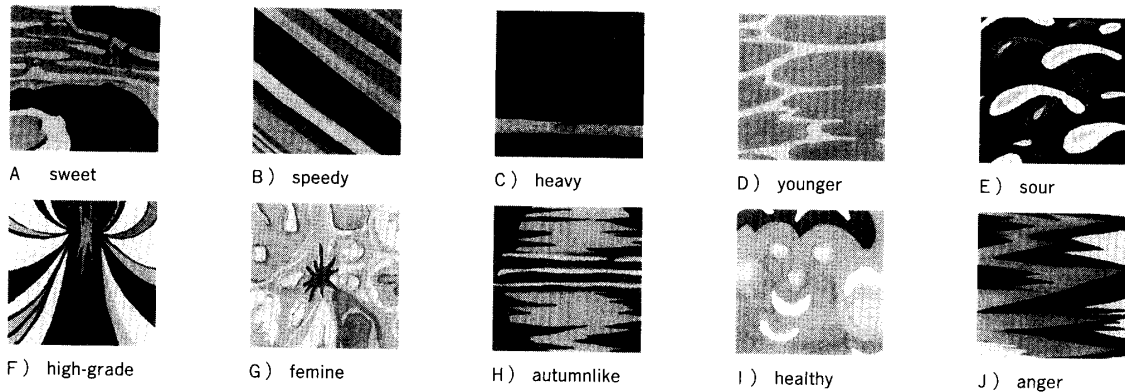 A sweet
B) speedy
C) heavy
D) younger
E) sour
F) high-grade
G) femine
H) autumnlike
I) healthy
J) anger